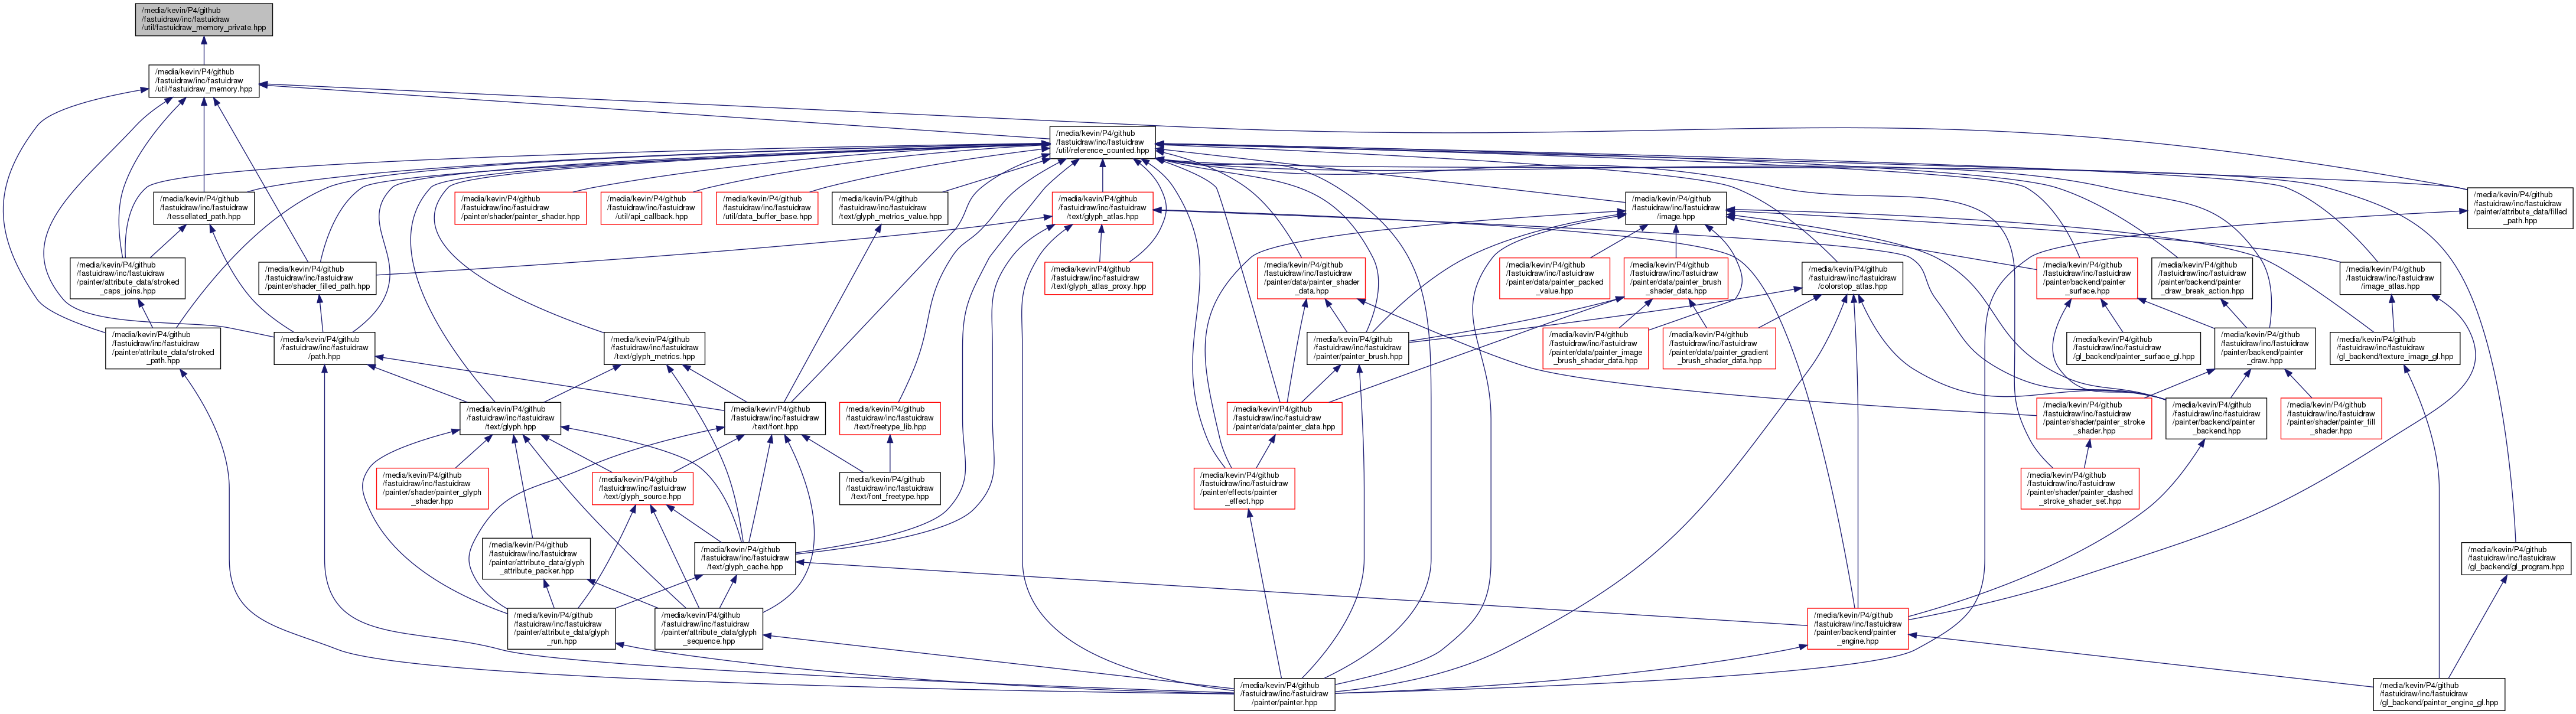 /media/kevin/P4/github
/fastuidraw/inc/fastuidraw
/util/fastuidraw_memory_private.hpp
/media/kevin/P4/github
/fastuidraw/inc/fastuidraw
/util/fastuidraw_memory.hpp
/media/kevin/P4/github
/fastuidraw/inc/fastuidraw
/util/reference_counted.hpp
/media/kevin/P4/github
/fastuidraw/inc/fastuidraw
/tessellated_path.hpp
/media/kevin/P4/github
/fastuidraw/inc/fastuidraw
/painter/shader/painter_shader.hpp
/media/kevin/P4/github
/fastuidraw/inc/fastuidraw
/util/api_callback.hpp
/media/kevin/P4/github
/fastuidraw/inc/fastuidraw
/util/data_buffer_base.hpp
/media/kevin/P4/github
/fastuidraw/inc/fastuidraw
/text/glyph_metrics_value.hpp
/media/kevin/P4/github
/fastuidraw/inc/fastuidraw
/text/glyph_atlas.hpp
/media/kevin/P4/github
/fastuidraw/inc/fastuidraw
/image.hpp
/media/kevin/P4/github
/fastuidraw/inc/fastuidraw
/painter/attribute_data/filled
_path.hpp
/media/kevin/P4/github
/fastuidraw/inc/fastuidraw
/painter/attribute_data/stroked
_caps_joins.hpp
/media/kevin/P4/github
/fastuidraw/inc/fastuidraw
/painter/shader_filled_path.hpp
/media/kevin/P4/github
/fastuidraw/inc/fastuidraw
/text/glyph_atlas_proxy.hpp
/media/kevin/P4/github
/fastuidraw/inc/fastuidraw
/painter/data/painter_shader
_data.hpp
/media/kevin/P4/github
/fastuidraw/inc/fastuidraw
/painter/data/painter_packed
_value.hpp
/media/kevin/P4/github
/fastuidraw/inc/fastuidraw
/painter/data/painter_brush
_shader_data.hpp
/media/kevin/P4/github
/fastuidraw/inc/fastuidraw
/colorstop_atlas.hpp
/media/kevin/P4/github
/fastuidraw/inc/fastuidraw
/painter/backend/painter
_surface.hpp
/media/kevin/P4/github
/fastuidraw/inc/fastuidraw
/painter/backend/painter
_draw_break_action.hpp
/media/kevin/P4/github
/fastuidraw/inc/fastuidraw
/image_atlas.hpp
/media/kevin/P4/github
/fastuidraw/inc/fastuidraw
/painter/attribute_data/stroked
_path.hpp
/media/kevin/P4/github
/fastuidraw/inc/fastuidraw
/path.hpp
/media/kevin/P4/github
/fastuidraw/inc/fastuidraw
/text/glyph_metrics.hpp
/media/kevin/P4/github
/fastuidraw/inc/fastuidraw
/painter/painter_brush.hpp
/media/kevin/P4/github
/fastuidraw/inc/fastuidraw
/painter/data/painter_image
_brush_shader_data.hpp
/media/kevin/P4/github
/fastuidraw/inc/fastuidraw
/painter/data/painter_gradient
_brush_shader_data.hpp
/media/kevin/P4/github
/fastuidraw/inc/fastuidraw
/gl_backend/painter_surface_gl.hpp
/media/kevin/P4/github
/fastuidraw/inc/fastuidraw
/painter/backend/painter
_draw.hpp
/media/kevin/P4/github
/fastuidraw/inc/fastuidraw
/gl_backend/texture_image_gl.hpp
/media/kevin/P4/github
/fastuidraw/inc/fastuidraw
/text/glyph.hpp
/media/kevin/P4/github
/fastuidraw/inc/fastuidraw
/text/font.hpp
/media/kevin/P4/github
/fastuidraw/inc/fastuidraw
/text/freetype_lib.hpp
/media/kevin/P4/github
/fastuidraw/inc/fastuidraw
/painter/data/painter_data.hpp
/media/kevin/P4/github
/fastuidraw/inc/fastuidraw
/painter/shader/painter_stroke
_shader.hpp
/media/kevin/P4/github
/fastuidraw/inc/fastuidraw
/painter/backend/painter
_backend.hpp
/media/kevin/P4/github
/fastuidraw/inc/fastuidraw
/painter/shader/painter_fill
_shader.hpp
/media/kevin/P4/github
/fastuidraw/inc/fastuidraw
/painter/shader/painter_glyph
_shader.hpp
/media/kevin/P4/github
/fastuidraw/inc/fastuidraw
/text/glyph_source.hpp
/media/kevin/P4/github
/fastuidraw/inc/fastuidraw
/text/font_freetype.hpp
/media/kevin/P4/github
/fastuidraw/inc/fastuidraw
/painter/effects/painter
_effect.hpp
/media/kevin/P4/github
/fastuidraw/inc/fastuidraw
/painter/shader/painter_dashed
_stroke_shader_set.hpp
/media/kevin/P4/github
/fastuidraw/inc/fastuidraw
/painter/attribute_data/glyph
_attribute_packer.hpp
/media/kevin/P4/github
/fastuidraw/inc/fastuidraw
/text/glyph_cache.hpp
/media/kevin/P4/github
/fastuidraw/inc/fastuidraw
/gl_backend/gl_program.hpp
/media/kevin/P4/github
/fastuidraw/inc/fastuidraw
/painter/attribute_data/glyph
_run.hpp
/media/kevin/P4/github
/fastuidraw/inc/fastuidraw
/painter/attribute_data/glyph
_sequence.hpp
/media/kevin/P4/github
/fastuidraw/inc/fastuidraw
/painter/backend/painter
_engine.hpp
/media/kevin/P4/github
/fastuidraw/inc/fastuidraw
/painter/painter.hpp
/media/kevin/P4/github
/fastuidraw/inc/fastuidraw
/gl_backend/painter_engine_gl.hpp